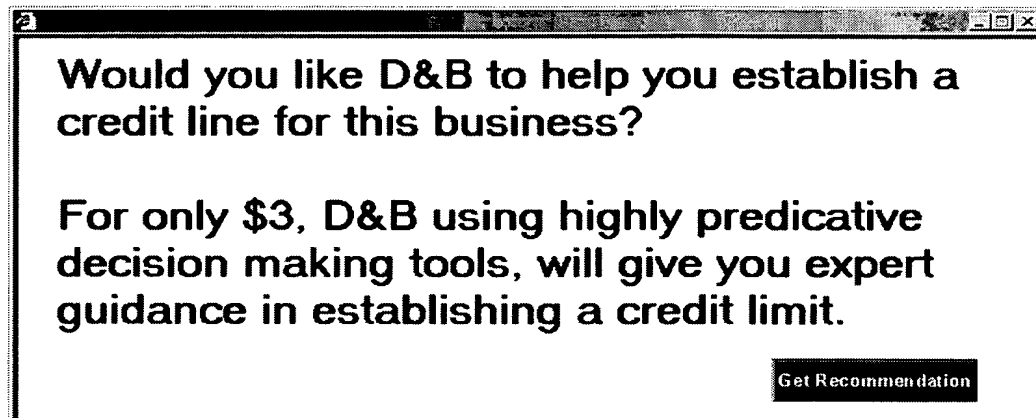 Would you like D&B to help you establish a
credit line for this business?
For only $3, D&B using highly predicative
decision making tools, will give you expert
guidance in establishing a credit limit.
Get Recommendation